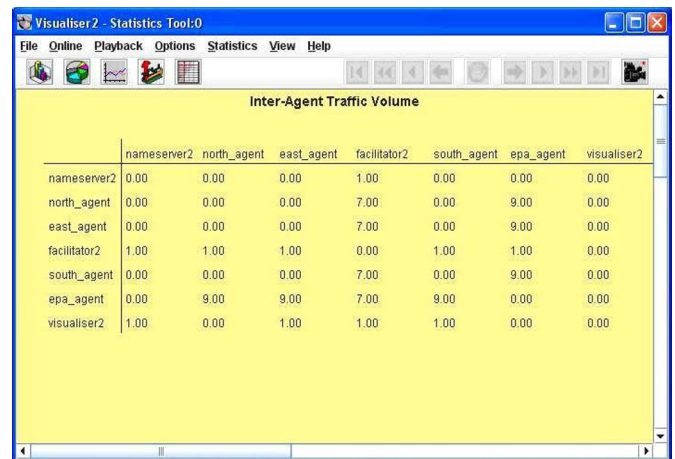 Visualiser2 - Statistics Tool:0
File Online Playback Options Statistics View Help
Inter-Agent Traffic Volume
nameserver2 north_agent east_agent facilitator2 south_agent epa_agent visualiser2
nameserver2 0.00 0.00 0.00 1.00 0.00 0.00 0.00
north_agent 0.00 0.00 0.00 7.00 0.00 9.00 0.00
east_agent 0.00 0.00 0.00 7.00 0.00 9.00 0.00
facilitator2 1.00 1.00 1.00 0.00 1.00 1.00 0.00
south_agent 0.00 0.00 0.00 7.00 0.00 9.00 0.00
epa_agent 0.00 9.00 9.00 7.00 9.00 0.00 0.00
visualiser2 1.00 0.00 1.00 1.00 1.00 0.00 0.00